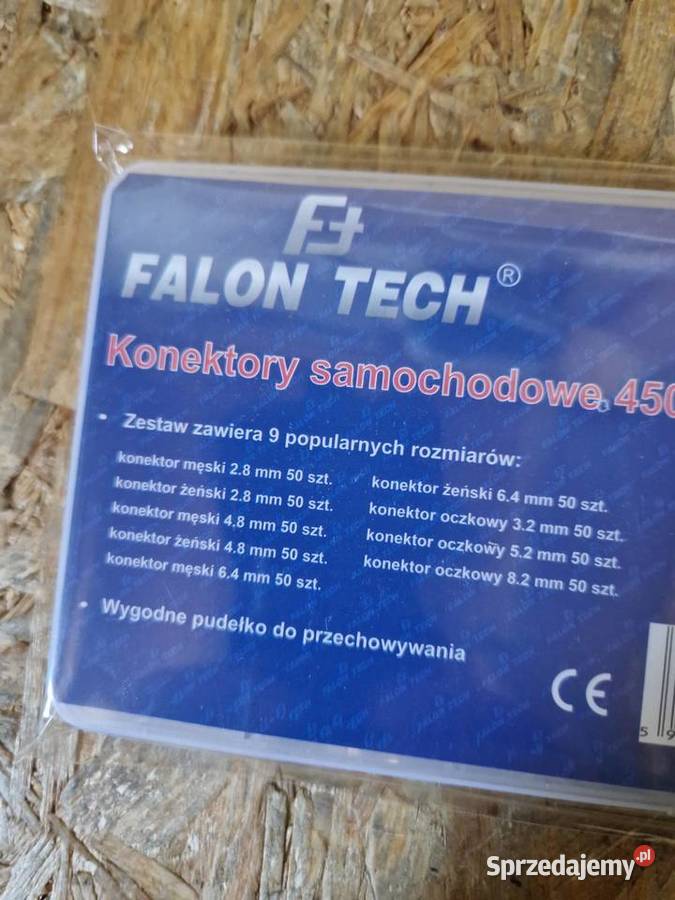 Ft
FALON TECH ®
Konektory samochodowe 450
• Zestaw zawiera 9 popularnych rozmiarów:
konektor męski 2.8 mm 50 szt.
konektor żeński 2.8 mm 50 szt.
konektor męski 4.8 mm 50 szt.
konektor żeński 4.8 mm 50 szt.
konektor męski 6.4 mm 50 szt.
konektor żeński 6.4 mm 50 szt.
konektor oczkowy 3.2 mm 50 szt.
konektor oczkowy 5.2 mm 50 szt.
konektor oczkowy 8.2 mm 50 szt.
• Wygodne pudełko do przechowywania
CE
5 9
Sprzedajemy.pl